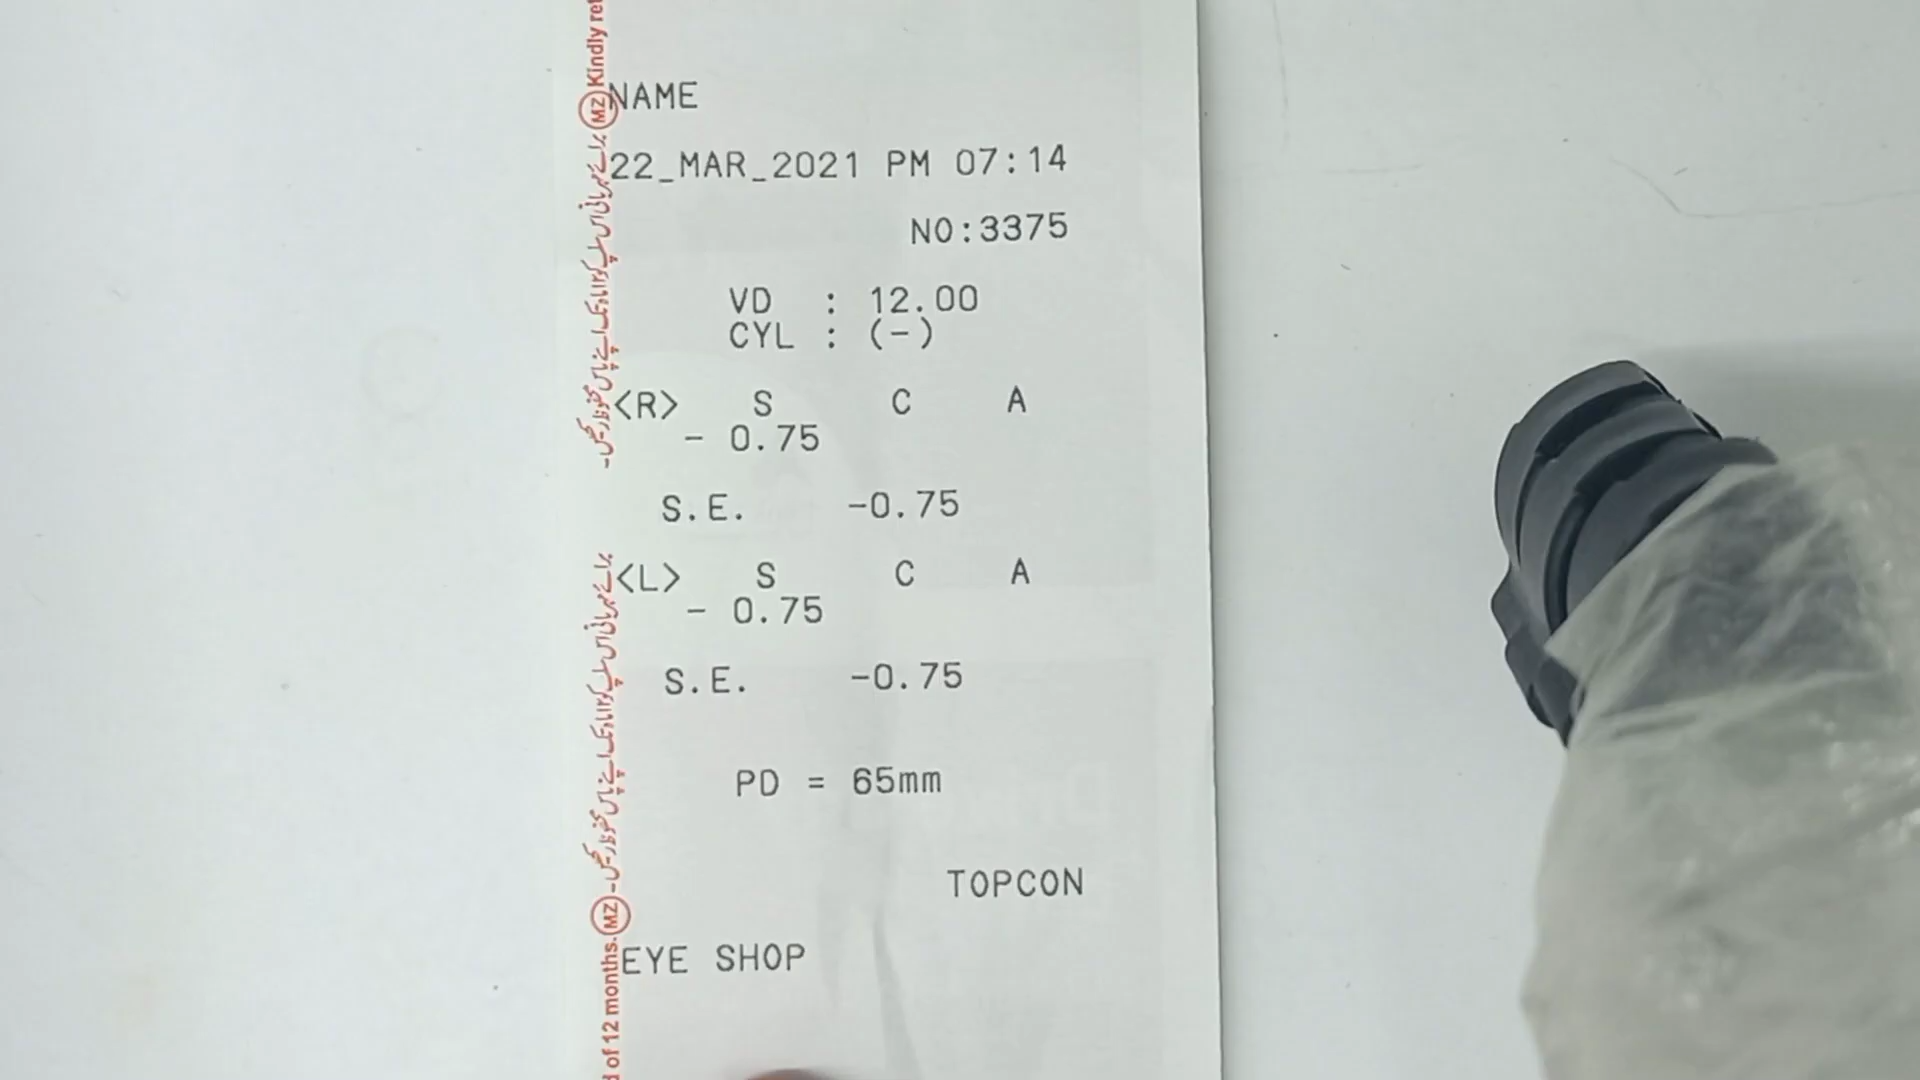 NAME
22_MAR_2021 PM 07:14
NO:3375
VD : 12.00
CYL : (-)
<R> S C A
- 0.75
S.E. -0.75
<L> S C A
- 0.75
S.E. -0.75
PD = 65mm
TOPCON
EYE SHOP
MZ Kindly ret
of 12 months. MZ